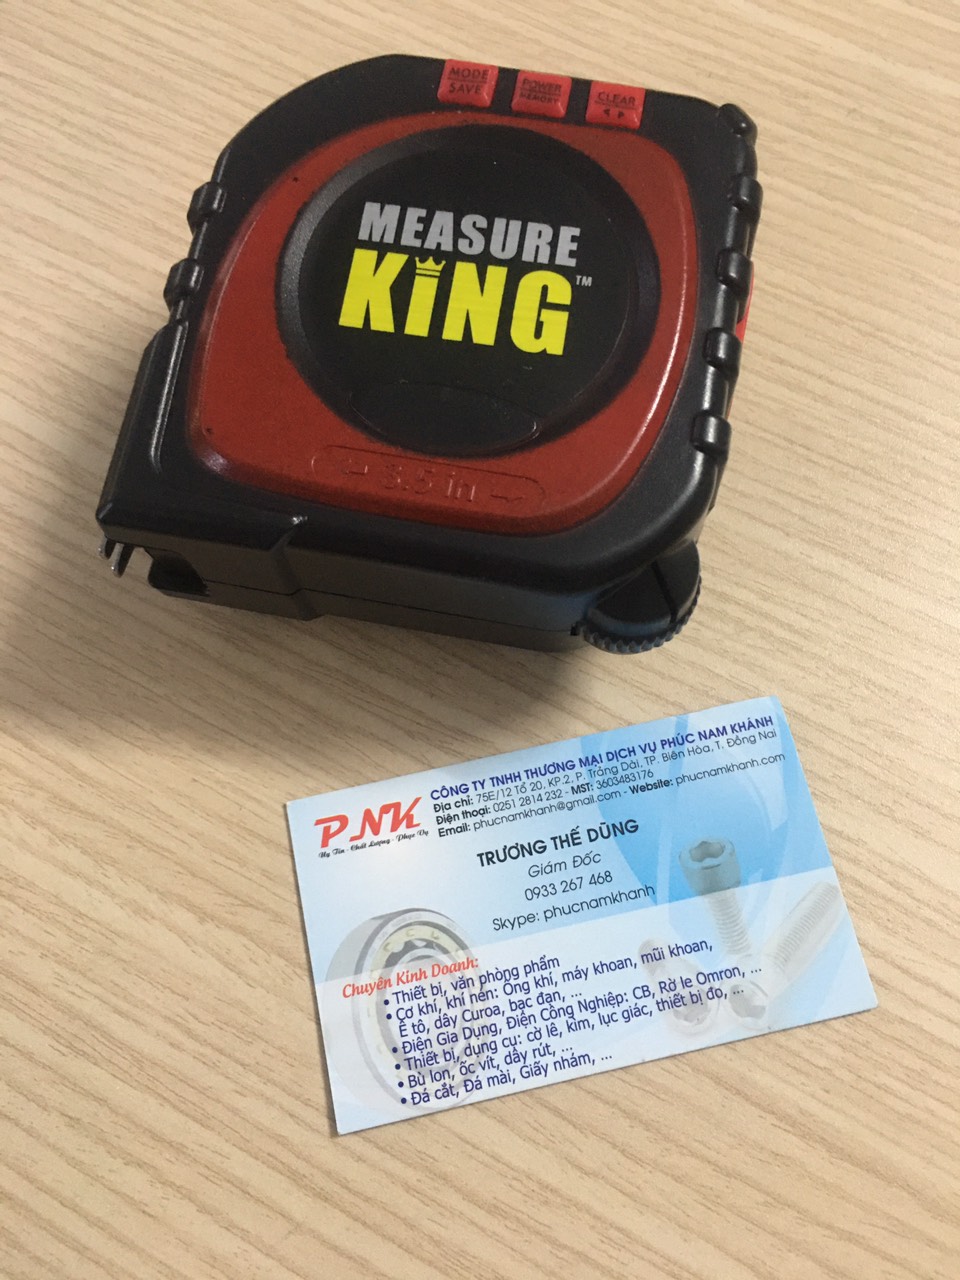 MODE
SAVE
POWER
MEMORY
CLEAR
MEASURE
KiNG™
3.5 in
CÔNG TY TNHH THƯƠNG MẠI DỊCH VỤ PHÚC NAM KHÁNH
Địa chỉ: 75E/12 Tổ 20, KP.2, P. Trảng Dài, TP. Biên Hòa, T. Đồng Nai
Điện thoại: 0251 2814 232 - MST: 3603483176
Email: phucnamkhanh@gmail.com - Website: phucnamkhanh.com
PNK
Uy Tín - Chất Lượng - Phục Vụ
TRƯƠNG THẾ DŨNG
Giám Đốc
0933 267 468
Skype: phucnamkhanh
Chuyên Kinh Doanh:
• Thiết bị, văn phòng phẩm
• Cơ khí, khí nén: Ống khí, máy khoan, mũi khoan,
Ê tô, dây Curoa, bạc đạn, ...
• Điện Gia Dụng, Điện Công Nghiệp: CB, Rờ le Omron, ...
• Thiết bị, dụng cụ: cờ lê, kìm, lục giác, thiết bị đo, ...
• Bù lon, ốc vít, dây rút, ...
• Đá cắt, Đá mài, Giấy nhám, ...